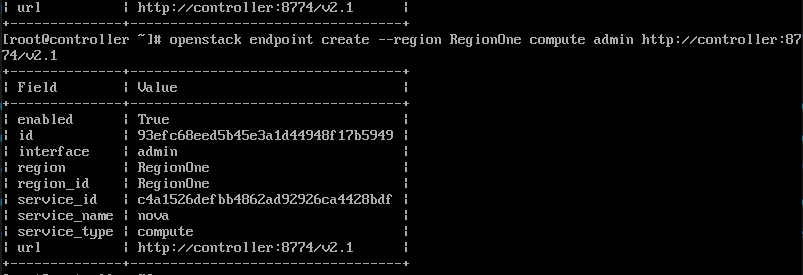 | url          | http://controller:8774/v2.1      |
+--------------+----------------------------------+
[root@controller ~]# openstack endpoint create --region RegionOne compute admin http://controller:87
74/v2.1
+--------------+----------------------------------+
| Field        | Value                            |
+--------------+----------------------------------+
| enabled      | True                             |
| id           | 93efc68eed5b45e3a1d44948f17b5949 |
| interface    | admin                            |
| region       | RegionOne                        |
| region_id    | RegionOne                        |
| service_id   | c4a1526defbb4862ad92926ca4428bdf |
| service_name | nova                             |
| service_type | compute                          |
| url          | http://controller:8774/v2.1      |
+--------------+----------------------------------+